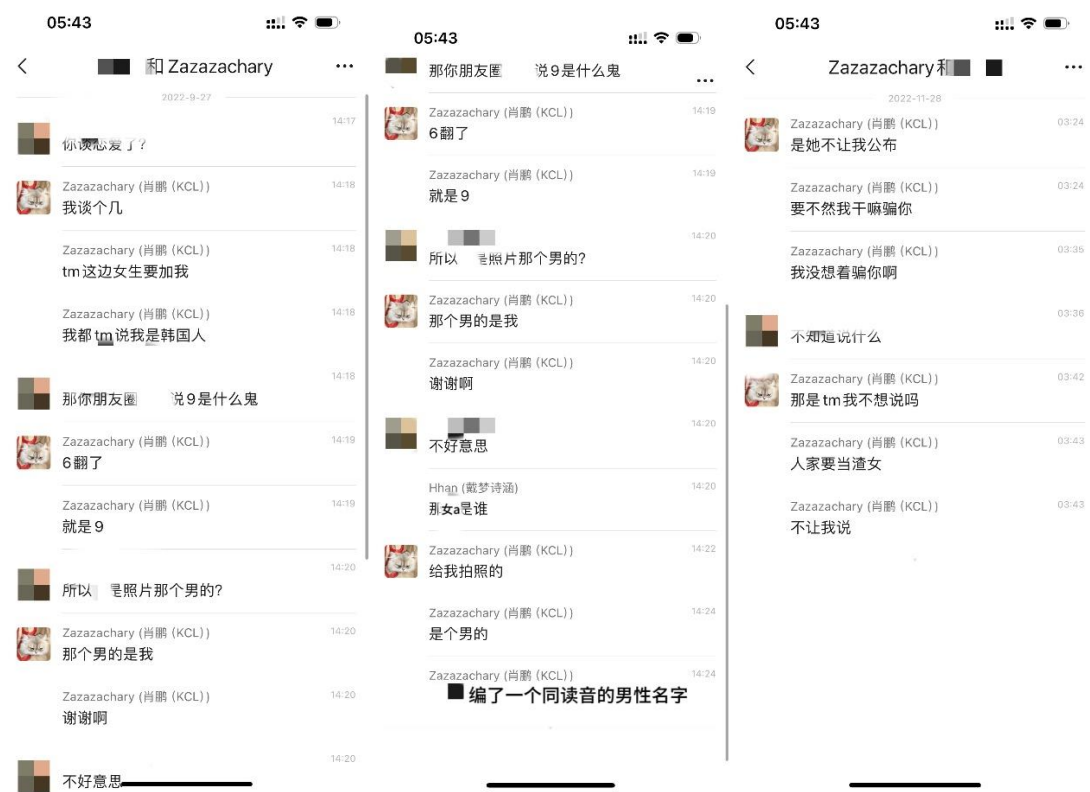 05:43
和 Zazazachary
2022-9-27
14:17
你谈恋爱了?
Zazazachary (肖鹏 (KCL))
14:18
我谈个几
Zazazachary (肖鹏 (KCL))
14:18
tm这边女生要加我
Zazazachary (肖鹏 (KCL))
14:18
我都tm说我是韩国人
14:18
那你朋友圈 说9是什么鬼
Zazazachary (肖鹏 (KCL))
14:19
6翻了
Zazazachary (肖鹏 (KCL))
14:19
就是9
14:20
所以 是照片那个男的?
Zazazachary (肖鹏 (KCL))
14:20
那个男的是我
Zazazachary (肖鹏 (KCL))
14:20
谢谢啊
14:20
不好意思
05:43
那你朋友圈 说9是什么鬼
Zazazachary (肖鹏 (KCL))
14:19
6翻了
Zazazachary (肖鹏 (KCL))
14:19
就是9
14:20
所以 是照片那个男的?
Zazazachary (肖鹏 (KCL))
14:20
那个男的是我
Zazazachary (肖鹏 (KCL))
14:20
谢谢啊
14:20
不好意思
Hhan (戴梦诗涵)
14:20
那女a是谁
Zazazachary (肖鹏 (KCL))
14:22
给我拍照的
Zazazachary (肖鹏 (KCL))
14:24
是个男的
Zazazachary (肖鹏 (KCL))
14:24
编了一个同读音的男性名字
05:43
Zazazachary 和
2022-11-28
Zazazachary (肖鹏 (KCL))
03:24
是她不让我公布
Zazazachary (肖鹏 (KCL))
03:24
要不然我干嘛骗你
Zazazachary (肖鹏 (KCL))
03:35
我没想着骗你啊
03:36
不知道说什么
Zazazachary (肖鹏 (KCL))
03:42
那是tm我不想说吗
Zazazachary (肖鹏 (KCL))
03:43
人家要当渣女
Zazazachary (肖鹏 (KCL))
03:43
不让我说